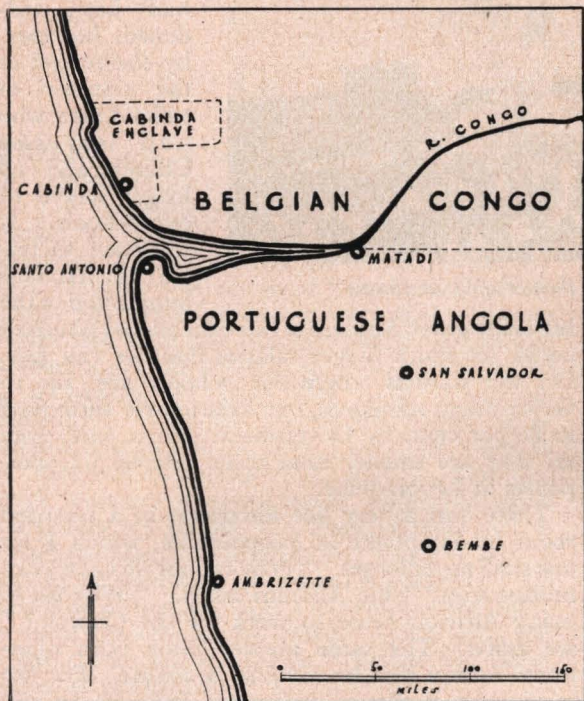 CABINDA
ENCLAVE
R. CONGO
CABINDA
BELGIAN CONGO
SANTO ANTONIO
MATADI
PORTUGUESE ANGOLA
SAN SALVADOR
BEMBE
AMBRIZETTE
0 50 100 150
MILES